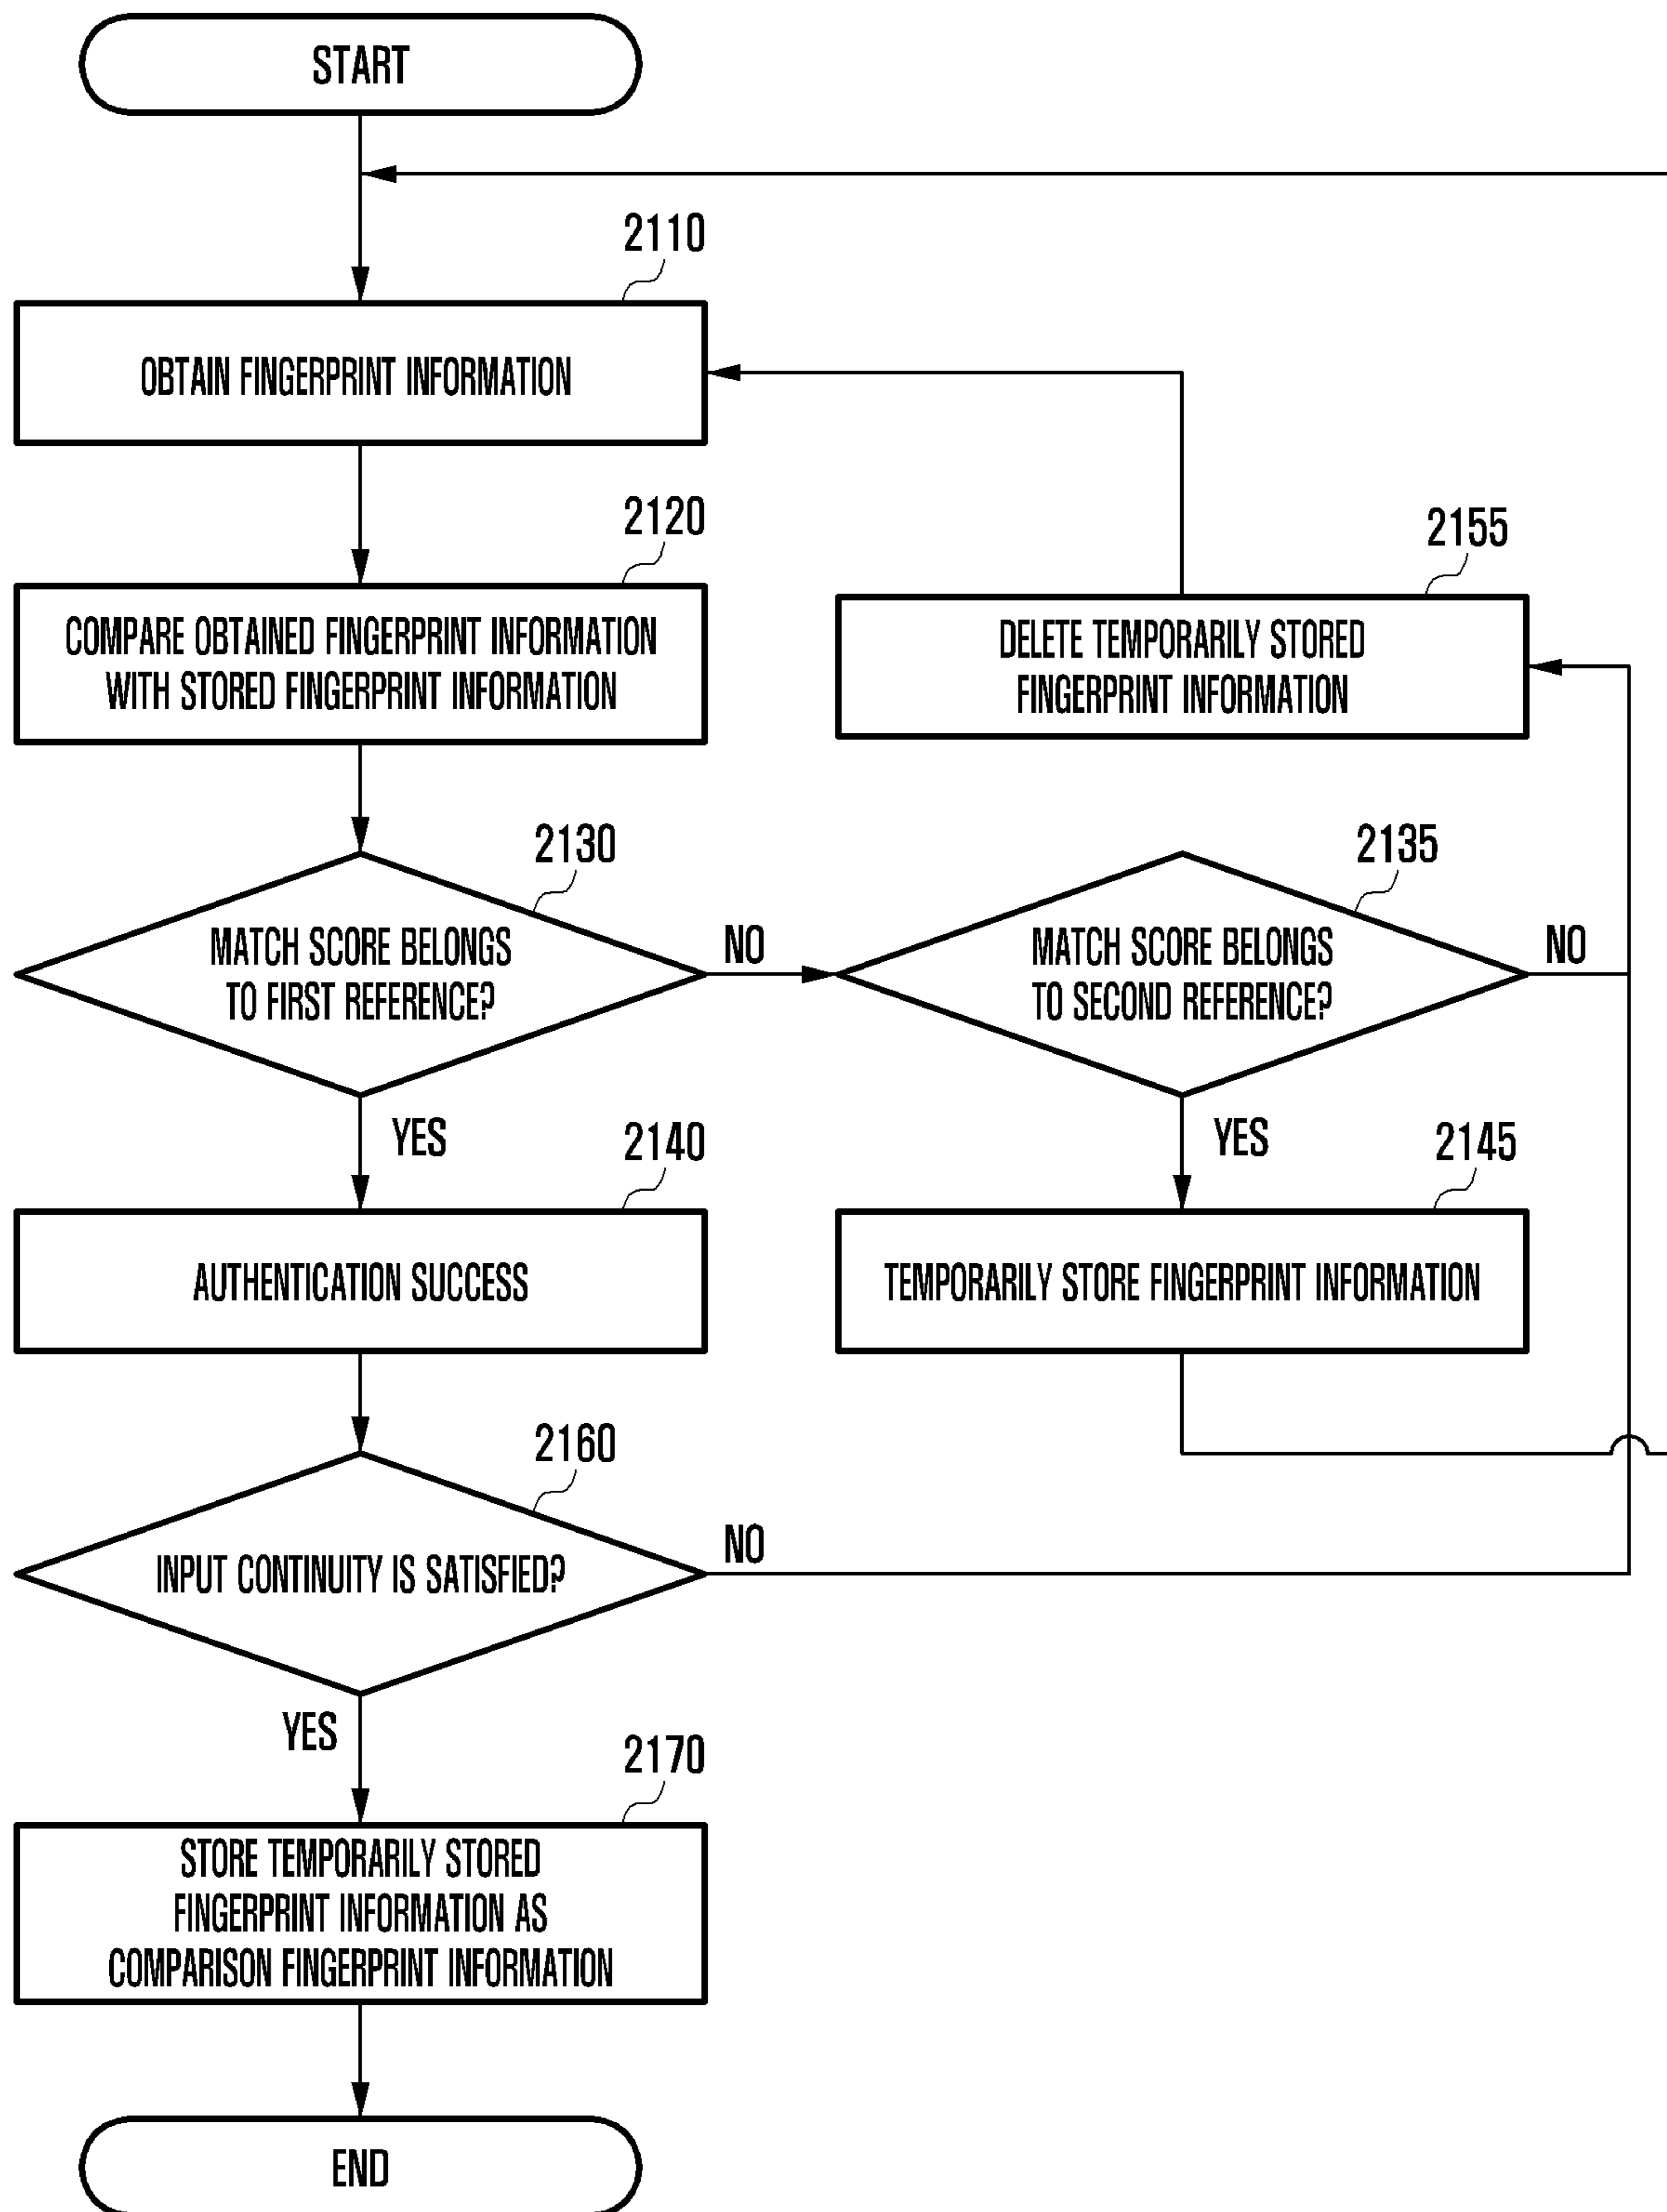 START
2110
OBTAIN FINGERPRINT INFORMATION
2120
COMPARE OBTAINED FINGERPRINT INFORMATION
WITH STORED FINGERPRINT INFORMATION
2155
DELETE TEMPORARILY STORED
FINGERPRINT INFORMATION
2130
MATCH SCORE BELONGS
TO FIRST REFERENCE?
NO
2135
MATCH SCORE BELONGS
TO SECOND REFERENCE?
NO
YES
2140
AUTHENTICATION SUCCESS
YES
2145
TEMPORARILY STORE FINGERPRINT INFORMATION
2160
INPUT CONTINUITY IS SATISFIED?
NO
YES
2170
STORE TEMPORARILY STORED
FINGERPRINT INFORMATION AS
COMPARISON FINGERPRINT INFORMATION
END